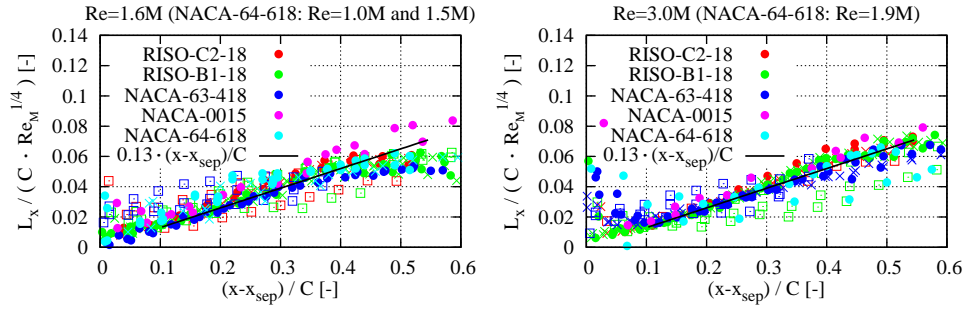 Re=1.6M (NACA-64-618: Re=1.0M and 1.5M)
L_x / ( C · Re_M^{1/4} ) [-]
0.14
0.12
0.1
0.08
0.06
0.04
0.02
0
RISO-C2-18
RISO-B1-18
NACA-63-418
NACA-0015
NACA-64-618
0.13·(x-x_sep)/C
0 0.1 0.2 0.3 0.4 0.5 0.6
(x-x_sep) / C [-]
Re=3.0M (NACA-64-618: Re=1.9M)
L_x / ( C · Re_M^{1/4} ) [-]
0.14
0.12
0.1
0.08
0.06
0.04
0.02
0
RISO-C2-18
RISO-B1-18
NACA-63-418
NACA-0015
NACA-64-618
0.13·(x-x_sep)/C
0 0.1 0.2 0.3 0.4 0.5 0.6
(x-x_sep) / C [-]